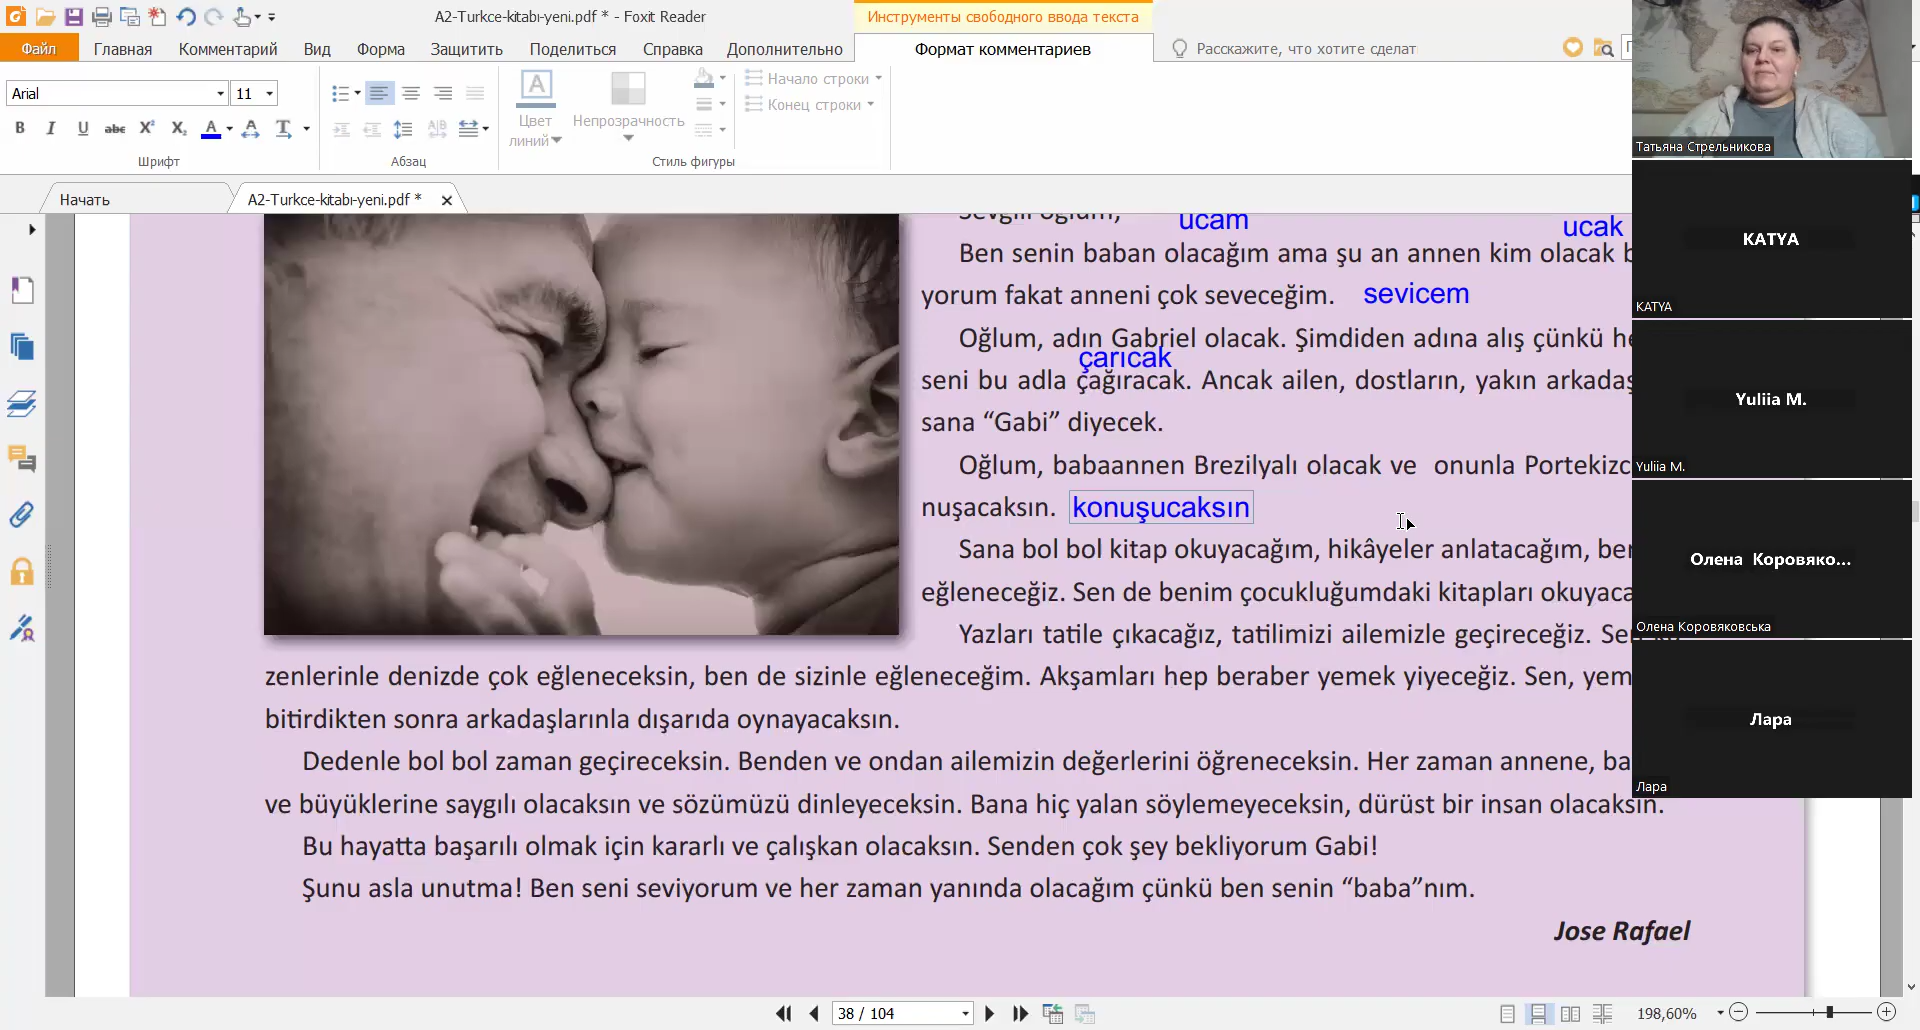 A2-Turkce-kitabı-yeni.pdf * - Foxit Reader
Инструменты свободного ввода текста
Файл
Главная
Комментарий
Вид
Форма
Защитить
Поделиться
Справка
Дополнительно
Формат комментариев
Расскажите, что хотите сделат
Arial
11
Шрифт
Абзац
Цвет линий
Непрозрачность
Начало строки
Конец строки
Стиль фигуры
Начать
A2-Turkce-kitabı-yeni.pdf *
Sevgili oğlum,
ucam
ucak
Ben senin baban olacağım ama şu an annen kim olacak b
yorum fakat anneni çok seveceğim.
sevicem
Oğlum, adın Gabriel olacak. Şimdiden adına alış çünkü he
çarıcak
seni bu adla çağıracak. Ancak ailen, dostların, yakın arkadaş
sana “Gabi” diyecek.
Oğlum, babaannen Brezilyalı olacak ve onunla Portekizc
nuşacaksın.
konuşucaksın
Sana bol bol kitap okuyacağım, hikâyeler anlatacağım, ber
eğleneceğiz. Sen de benim çocukluğumdaki kitapları okuyaca
Yazları tatile çıkacağız, tatilimizi ailemizle geçireceğiz. Sen
zenlerinle denizde çok eğleneceksin, ben de sizinle eğleneceğim. Akşamları hep beraber yemek yiyeceğiz. Sen, yem
bitirdikten sonra arkadaşlarınla dışarıda oynayacaksın.
Dedenle bol bol zaman geçireceksin. Benden ve ondan ailemizin değerlerini öğreneceksin. Her zaman annene, ba
ve büyüklerine saygılı olacaksın ve sözümüzü dinleyeceksin. Bana hiç yalan söylemeyeceksin, dürüst bir insan olacaksın.
Bu hayatta başarılı olmak için kararlı ve çalışkan olacaksın. Senden çok şey bekliyorum Gabi!
Şunu asla unutma! Ben seni seviyorum ve her zaman yanında olacağım çünkü ben senin “baba”nım.
Jose Rafael
38 / 104
198,60%
Татьяна Стрельникова
KATYA
KATYA
Yuliia M.
Yuliia M.
Олена Коровяко...
Олена Коровяковська
Лара
Лара